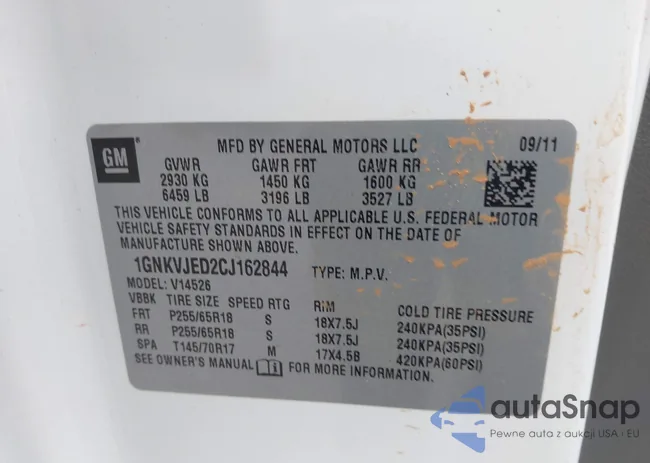 GM
MFD BY GENERAL MOTORS LLC 09/11
GVWR GAWR FRT GAWR RR
2930 KG 1450 KG 1600 KG
6459 LB 3196 LB 3527 LB
THIS VEHICLE CONFORMS TO ALL APPLICABLE U.S. FEDERAL MOTOR
VEHICLE SAFETY STANDARDS IN EFFECT ON THE DATE OF
MANUFACTURE SHOWN ABOVE.
1GNKVJED2CJ162844 TYPE: M.P.V.
MODEL: V14526
VBBK TIRE SIZE SPEED RTG RIM COLD TIRE PRESSURE
FRT P255/65R18 S 18X7.5J 240KPA(35PSI)
RR P255/65R18 S 18X7.5J 240KPA(35PSI)
SPA T145/70R17 M 17X4.5B 420KPA(60PSI)
SEE OWNER'S MANUAL FOR MORE INFORMATION.
autaSnap
Pewne auta z aukcji USA · EU